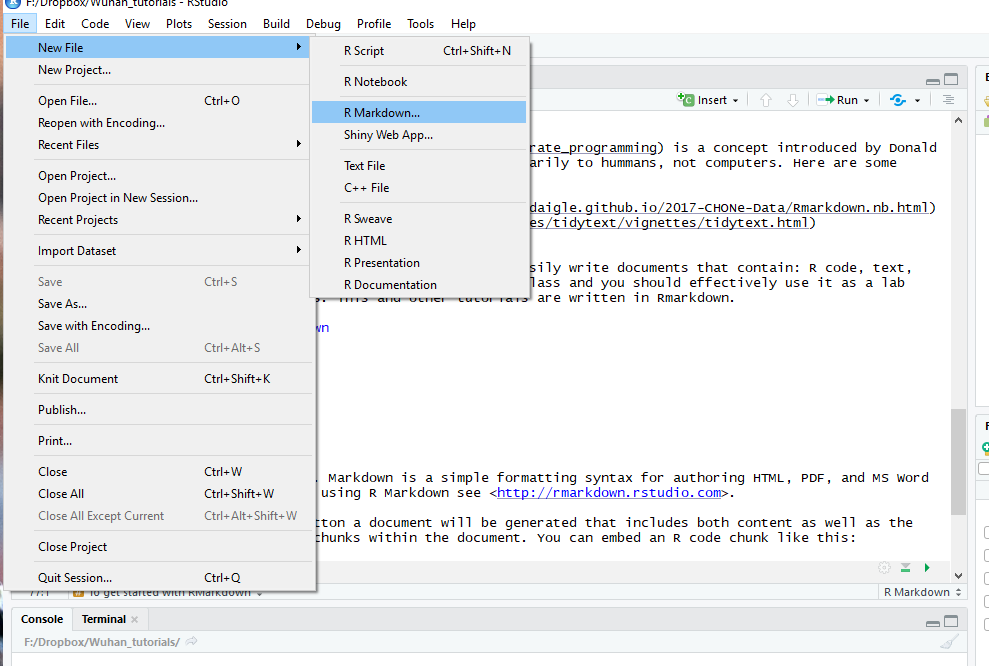 F:/Dropbox/Wuhan_tutorials - RStudio
File Edit Code View Plots Session Build Debug Profile Tools Help
New File
New Project...
Open File... Ctrl+O
Reopen with Encoding...
Recent Files
Open Project...
Open Project in New Session...
Recent Projects
Import Dataset
Save Ctrl+S
Save As...
Save with Encoding...
Save All Ctrl+Alt+S
Knit Document Ctrl+Shift+K
Publish...
Print...
Close Ctrl+W
Close All Ctrl+Shift+W
Close All Except Current Ctrl+Alt+Shift+W
Close Project
Quit Session... Ctrl+Q
R Script Ctrl+Shift+N
R Notebook
R Markdown...
Shiny Web App...
Text File
C++ File
R Sweave
R HTML
R Presentation
R Documentation
Insert Run
rate_programming) is a concept introduced by Donald
arily to hummans, not computers. Here are some
daigle.github.io/2017-CHONe-Data/Rmarkdown.nb.html)
es/tidytext/vignettes/tidytext.html)
sily write documents that contain: R code, text,
lass and you should effectively use it as a lab
s. This and other tutorials are written in Rmarkdown.
wn
. Markdown is a simple formatting syntax for authoring HTML, PDF, and MS Word
using R Markdown see <http://rmarkdown.rstudio.com>.
tton a document will be generated that includes both content as well as the
chunks within the document. You can embed an R code chunk like this:
77:1 To get started with RMarkdown R Markdown
Console Terminal
F:/Dropbox/Wuhan_tutorials/